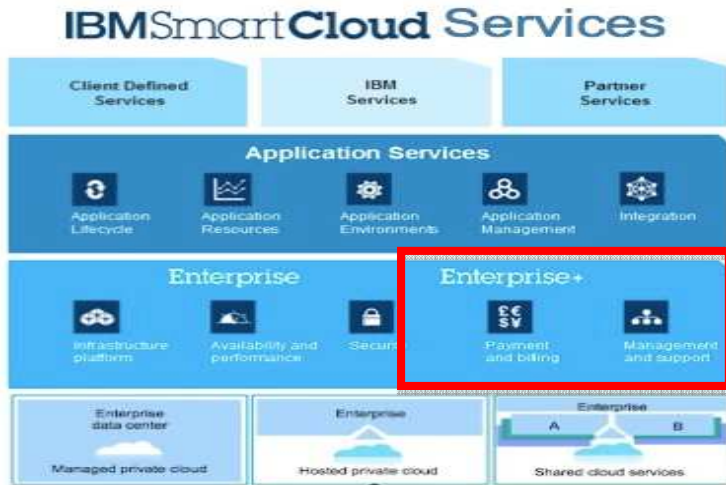 IBMSmartCloud Services
Client Defined
Services
IBM
Services
Partner
Services
Application Services
Application
Lifecycle
Application
Resources
Application
Environments
Application
Management
Integration
Enterprise
Enterprise+
Infrastructure
platform
Availability and
performance
Payment
and billing
Management
and support
Enterprise
data center
Managed private cloud
Enterprise
Hosted private cloud
Enterprise
A
B
Shared cloud services